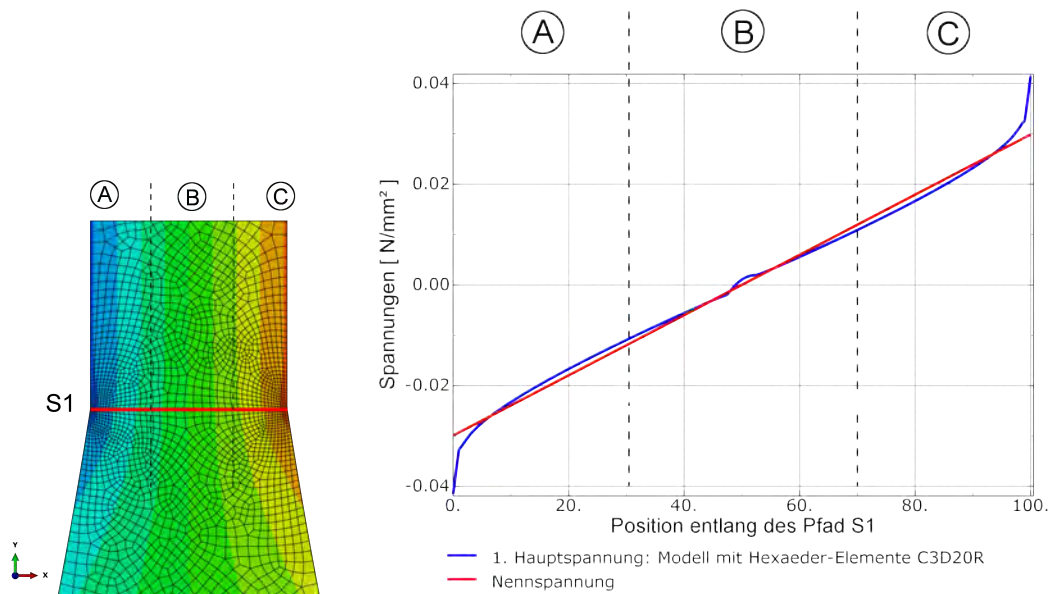 A B C
A B C
S1
Y
X
Spannungen [ N/mm² ]
0.04
0.02
0.00
-0.02
-0.04
0. 20. 40. 60. 80. 100.
Position entlang des Pfad S1
1. Hauptspannung: Modell mit Hexaeder-Elemente C3D20R
Nennspannung